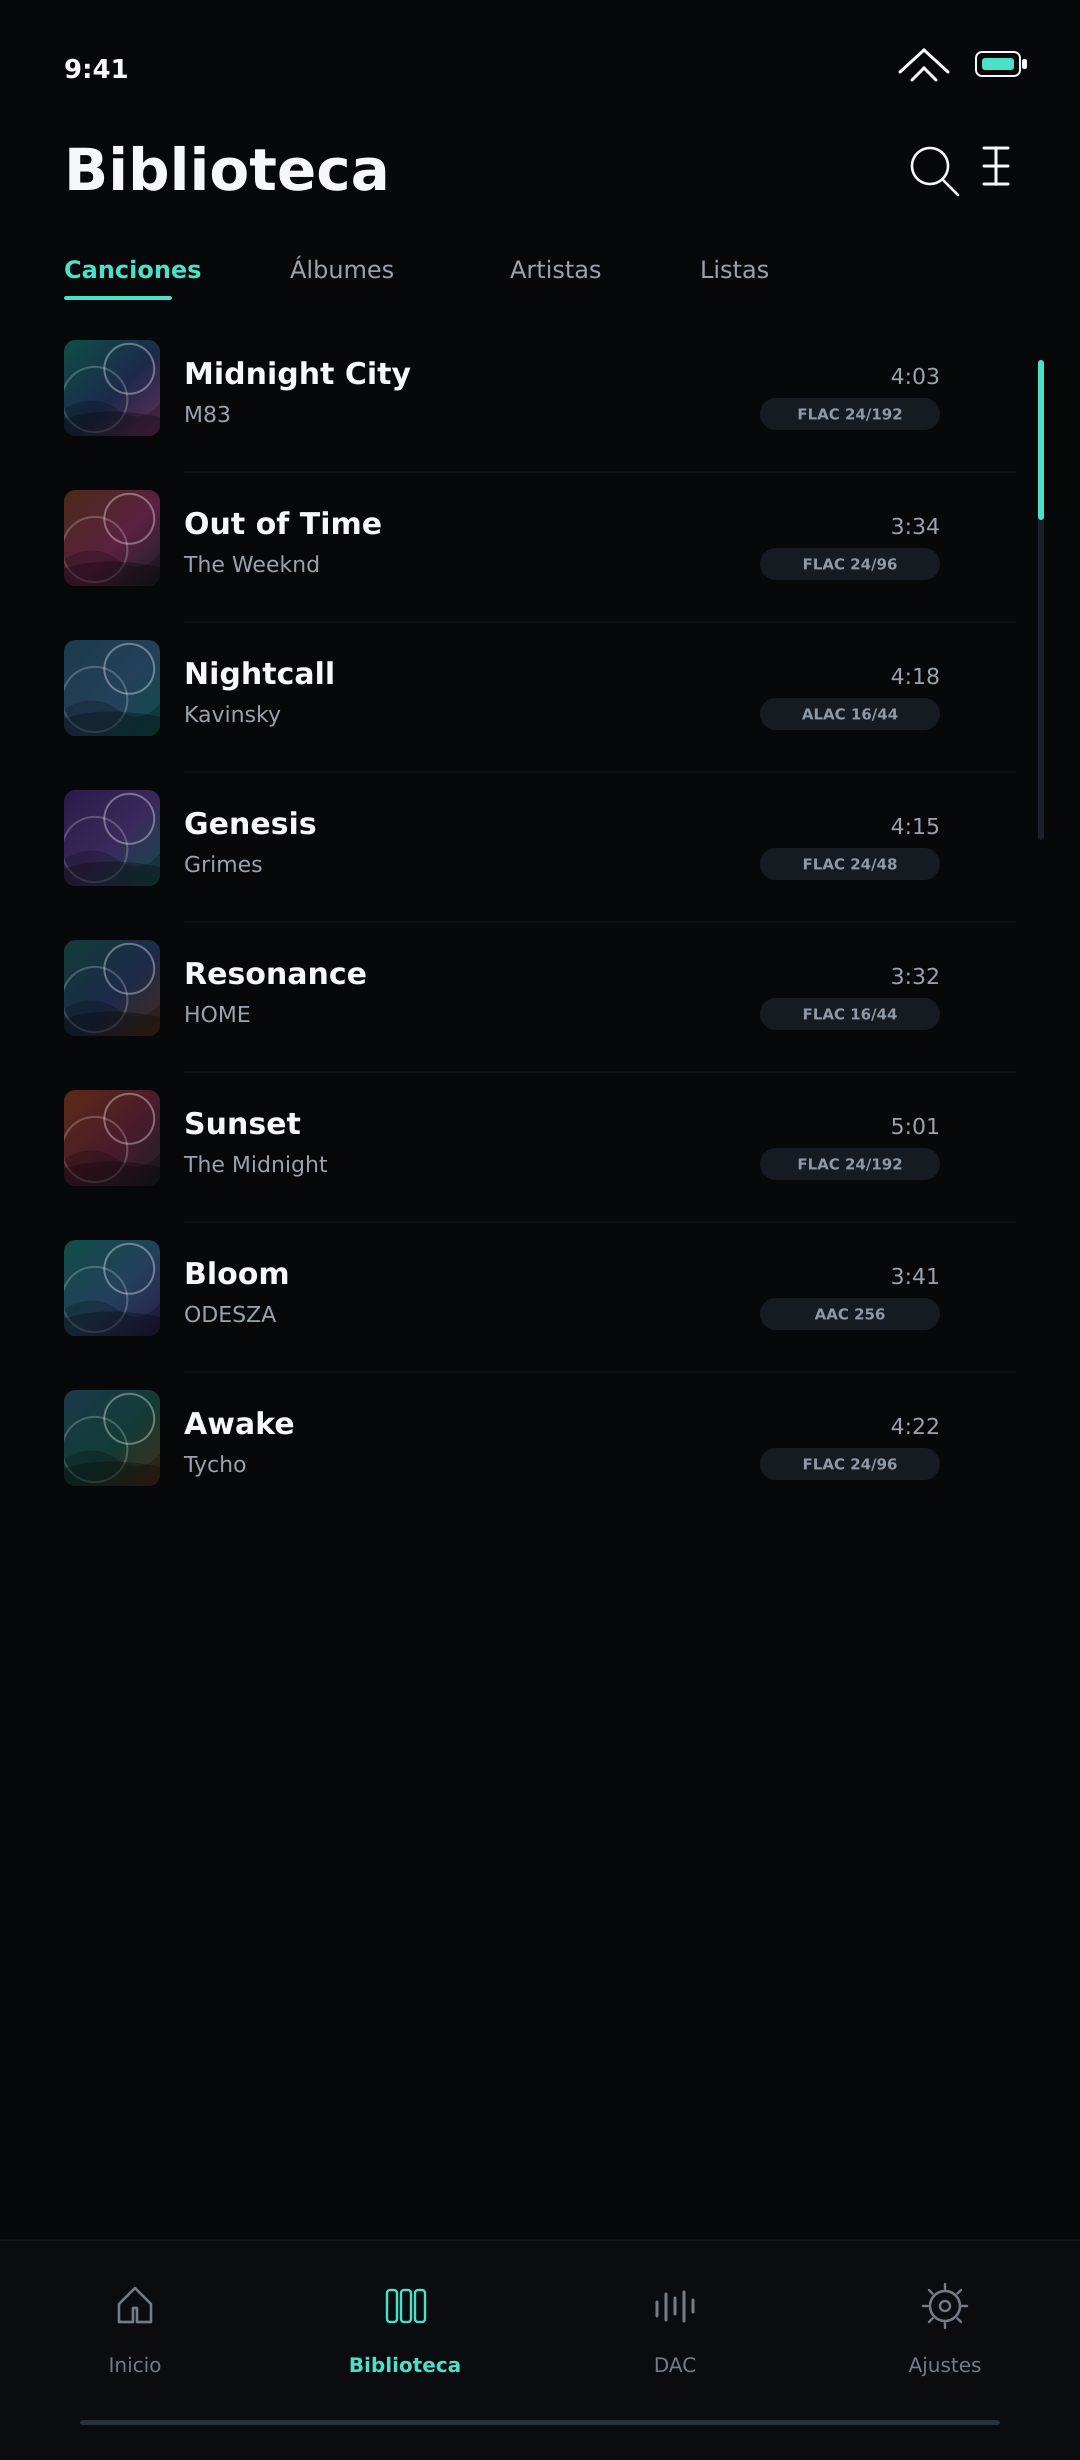 9:41
Biblioteca
Canciones Álbumes Artistas Listas
Midnight City 4:03
M83 FLAC 24/192
Out of Time 3:34
The Weeknd FLAC 24/96
Nightcall 4:18
Kavinsky ALAC 16/44
Genesis 4:15
Grimes FLAC 24/48
Resonance 3:32
HOME FLAC 16/44
Sunset 5:01
The Midnight FLAC 24/192
Bloom 3:41
ODESZA AAC 256
Awake 4:22
Tycho FLAC 24/96
Inicio Biblioteca DAC Ajustes